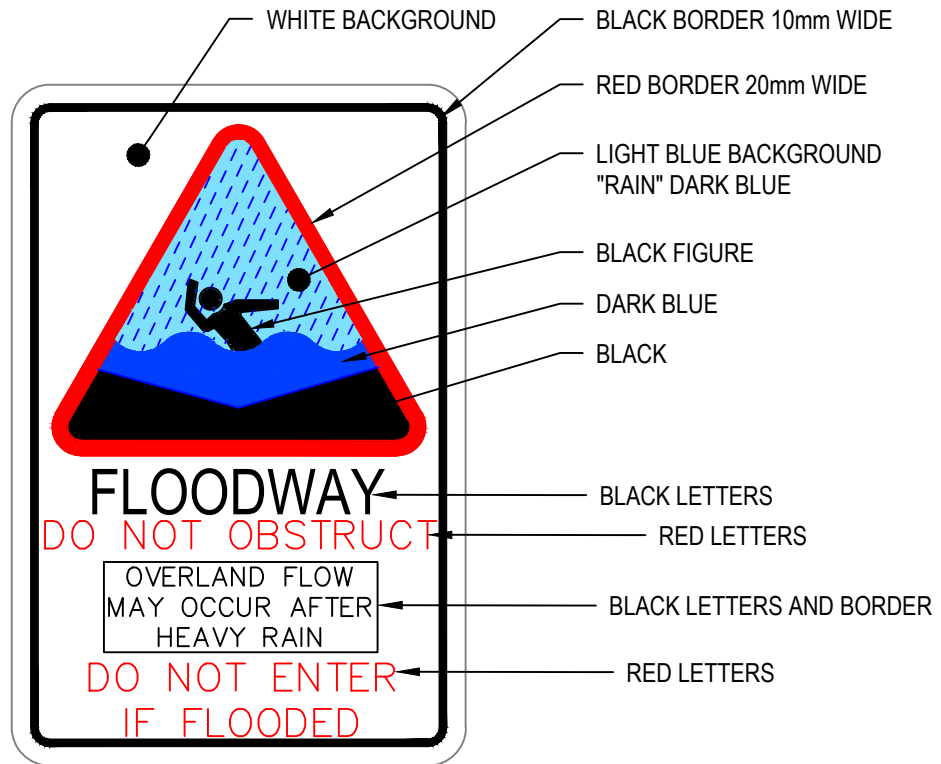 WHITE BACKGROUND
BLACK BORDER 10mm WIDE
RED BORDER 20mm WIDE
LIGHT BLUE BACKGROUND
"RAIN" DARK BLUE
BLACK FIGURE
DARK BLUE
BLACK
FLOODWAY
BLACK LETTERS
DO NOT OBSTRUCT
RED LETTERS
OVERLAND FLOW
MAY OCCUR AFTER
HEAVY RAIN
BLACK LETTERS AND BORDER
DO NOT ENTER
IF FLOODED
RED LETTERS